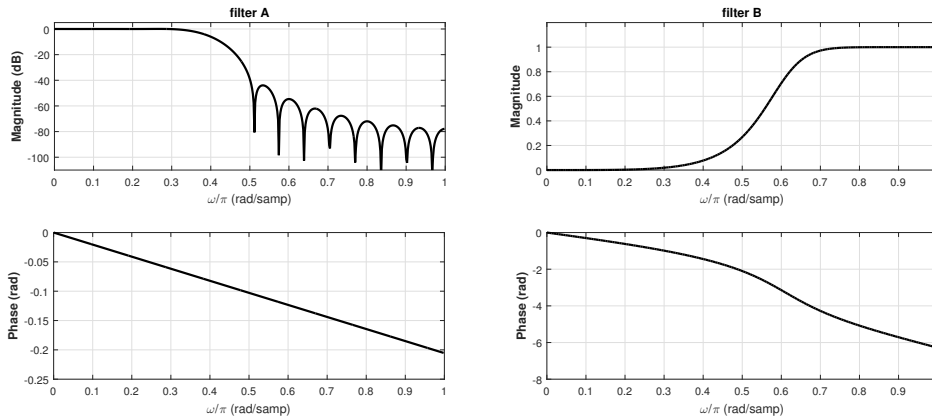 filter A
Magnitude (dB)
0
-20
-40
-60
-80
-100
0 0.1 0.2 0.3 0.4 0.5 0.6 0.7 0.8 0.9 1
ω/π (rad/samp)
filter B
Magnitude
1
0.8
0.6
0.4
0.2
0
0 0.1 0.2 0.3 0.4 0.5 0.6 0.7 0.8 0.9 1
ω/π (rad/samp)
Phase (rad)
0
-0.05
-0.1
-0.15
-0.2
-0.25
0 0.1 0.2 0.3 0.4 0.5 0.6 0.7 0.8 0.9 1
ω/π (rad/samp)
Phase (rad)
0
-2
-4
-6
-8
0 0.1 0.2 0.3 0.4 0.5 0.6 0.7 0.8 0.9
ω/π (rad/samp)